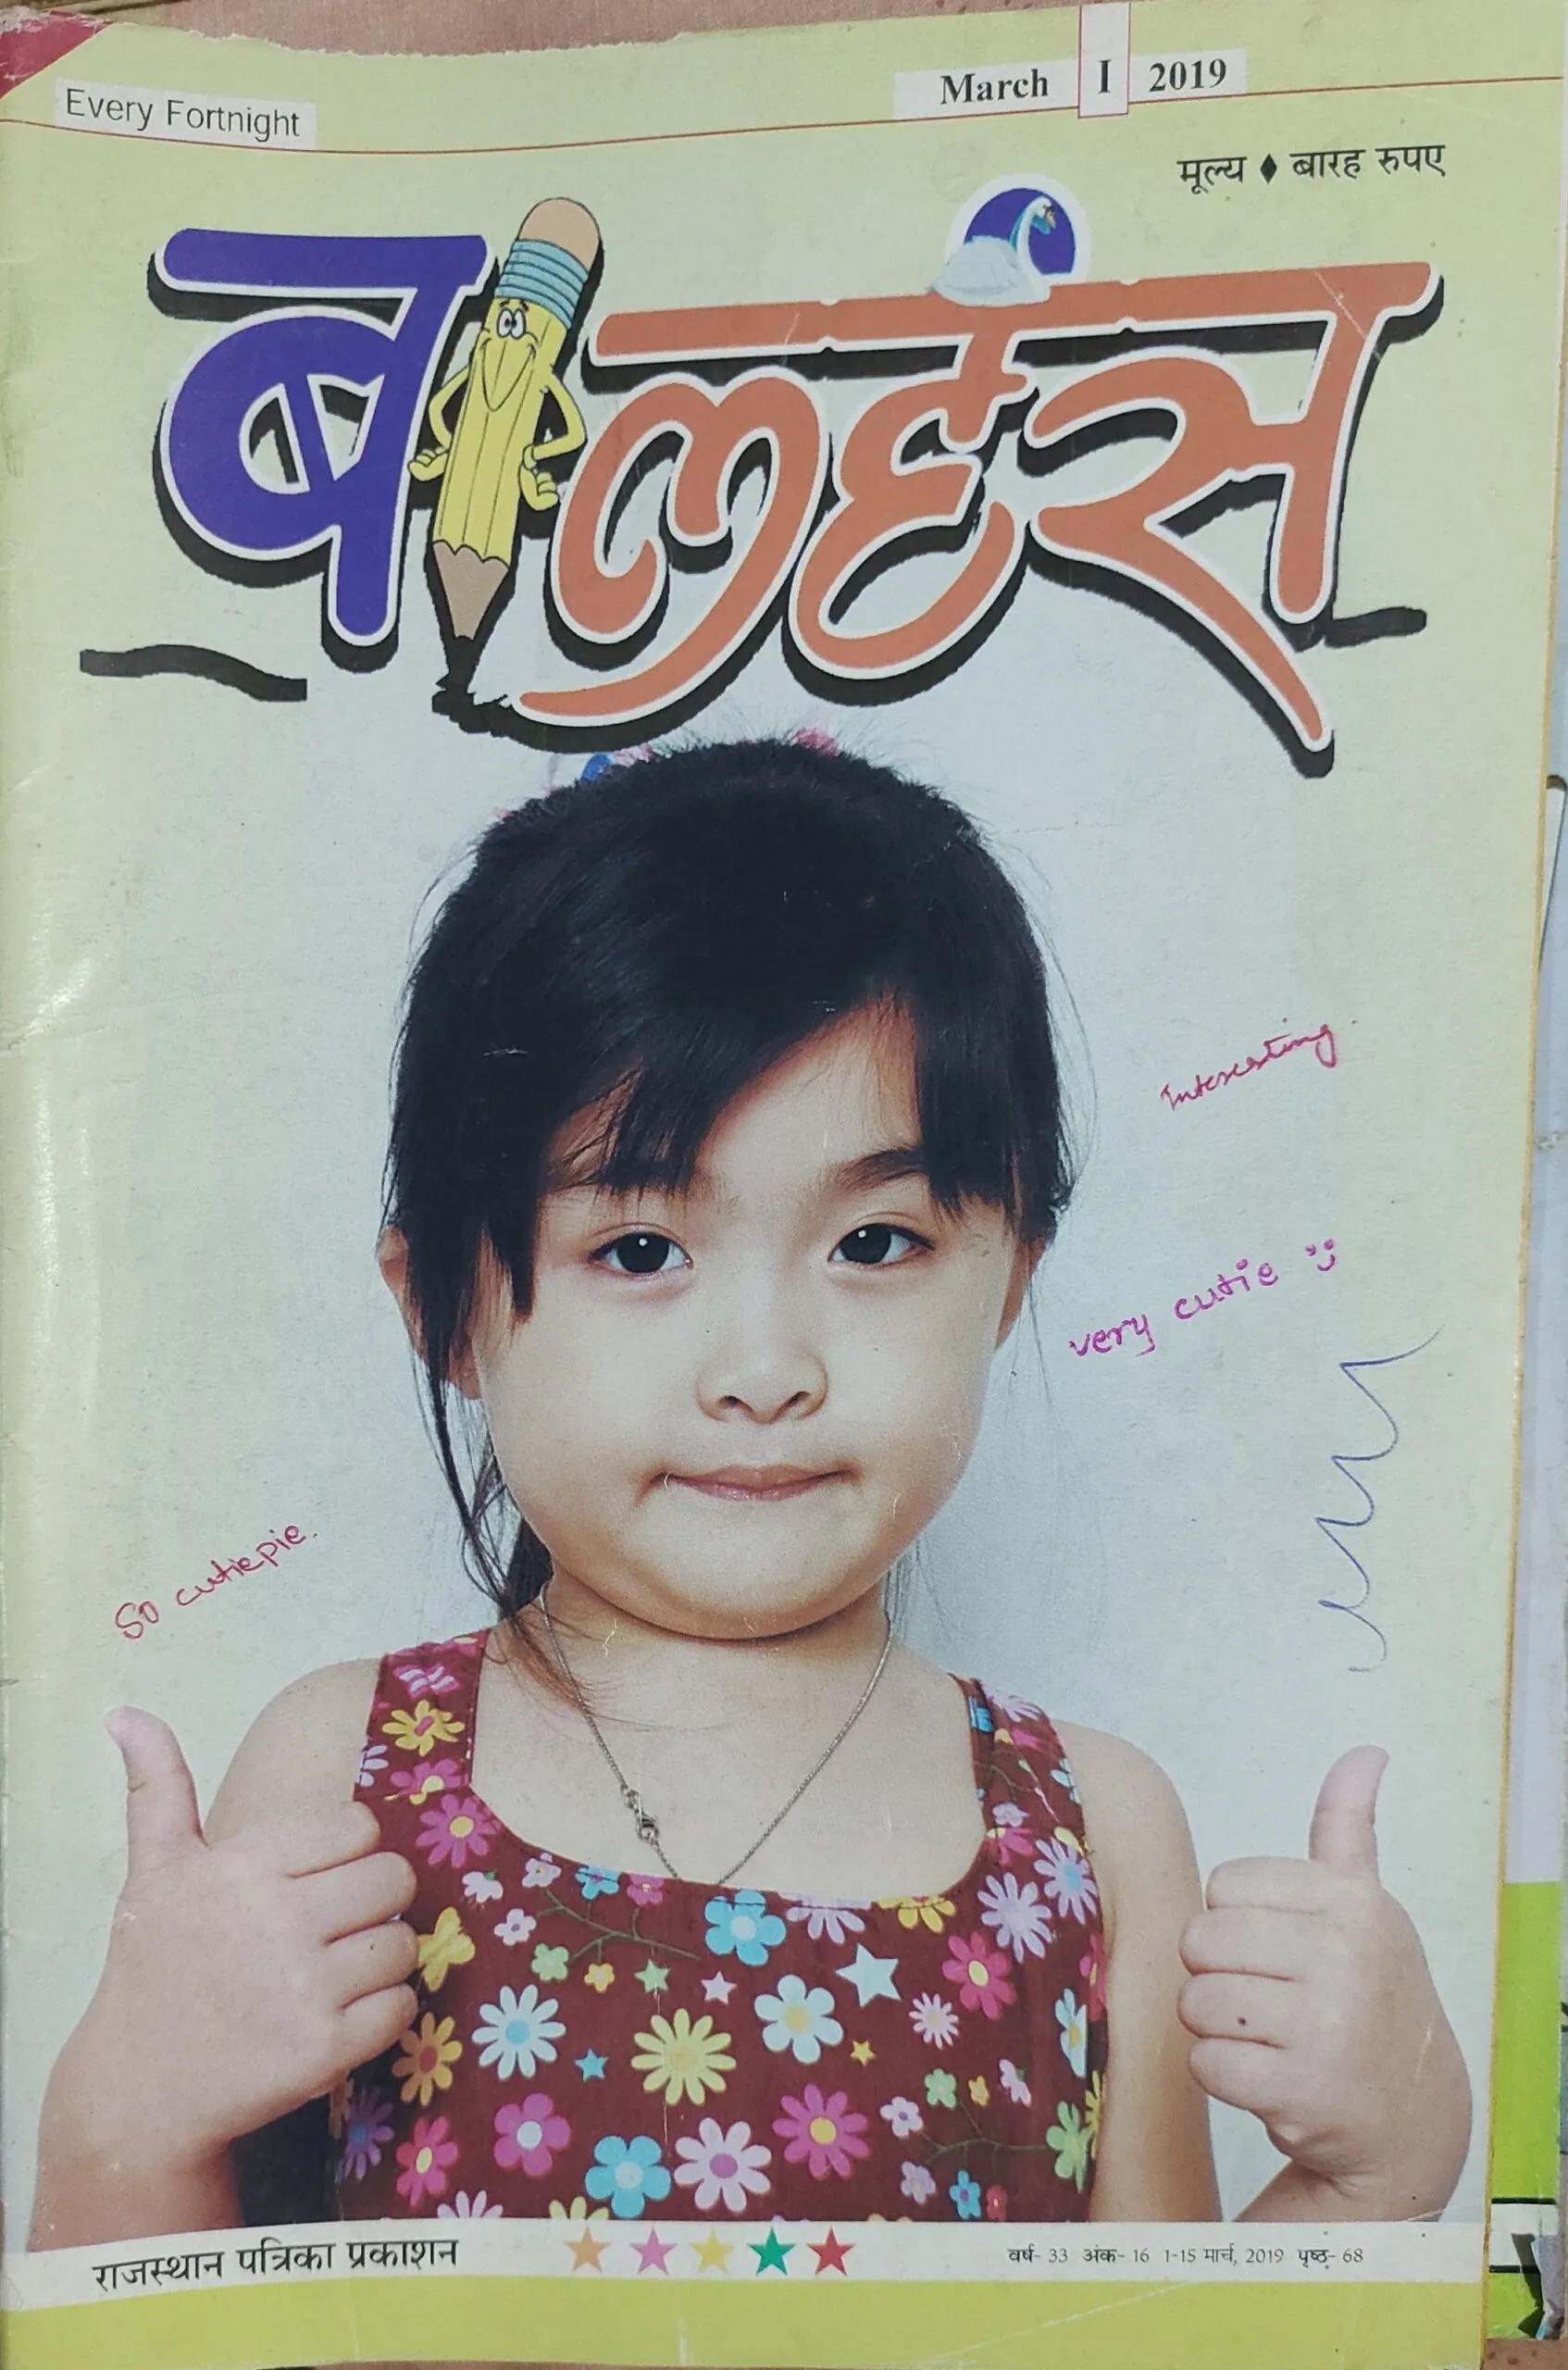 Every Fortnight
March I 2019
मूल्य ♦ बारह रुपए
बालहंस
Interesting
very cutie
So cutiepie.
राजस्थान पत्रिका प्रकाशन
वर्ष- 33 अंक- 16 1-15 मार्च, 2019 पृष्ठ- 68